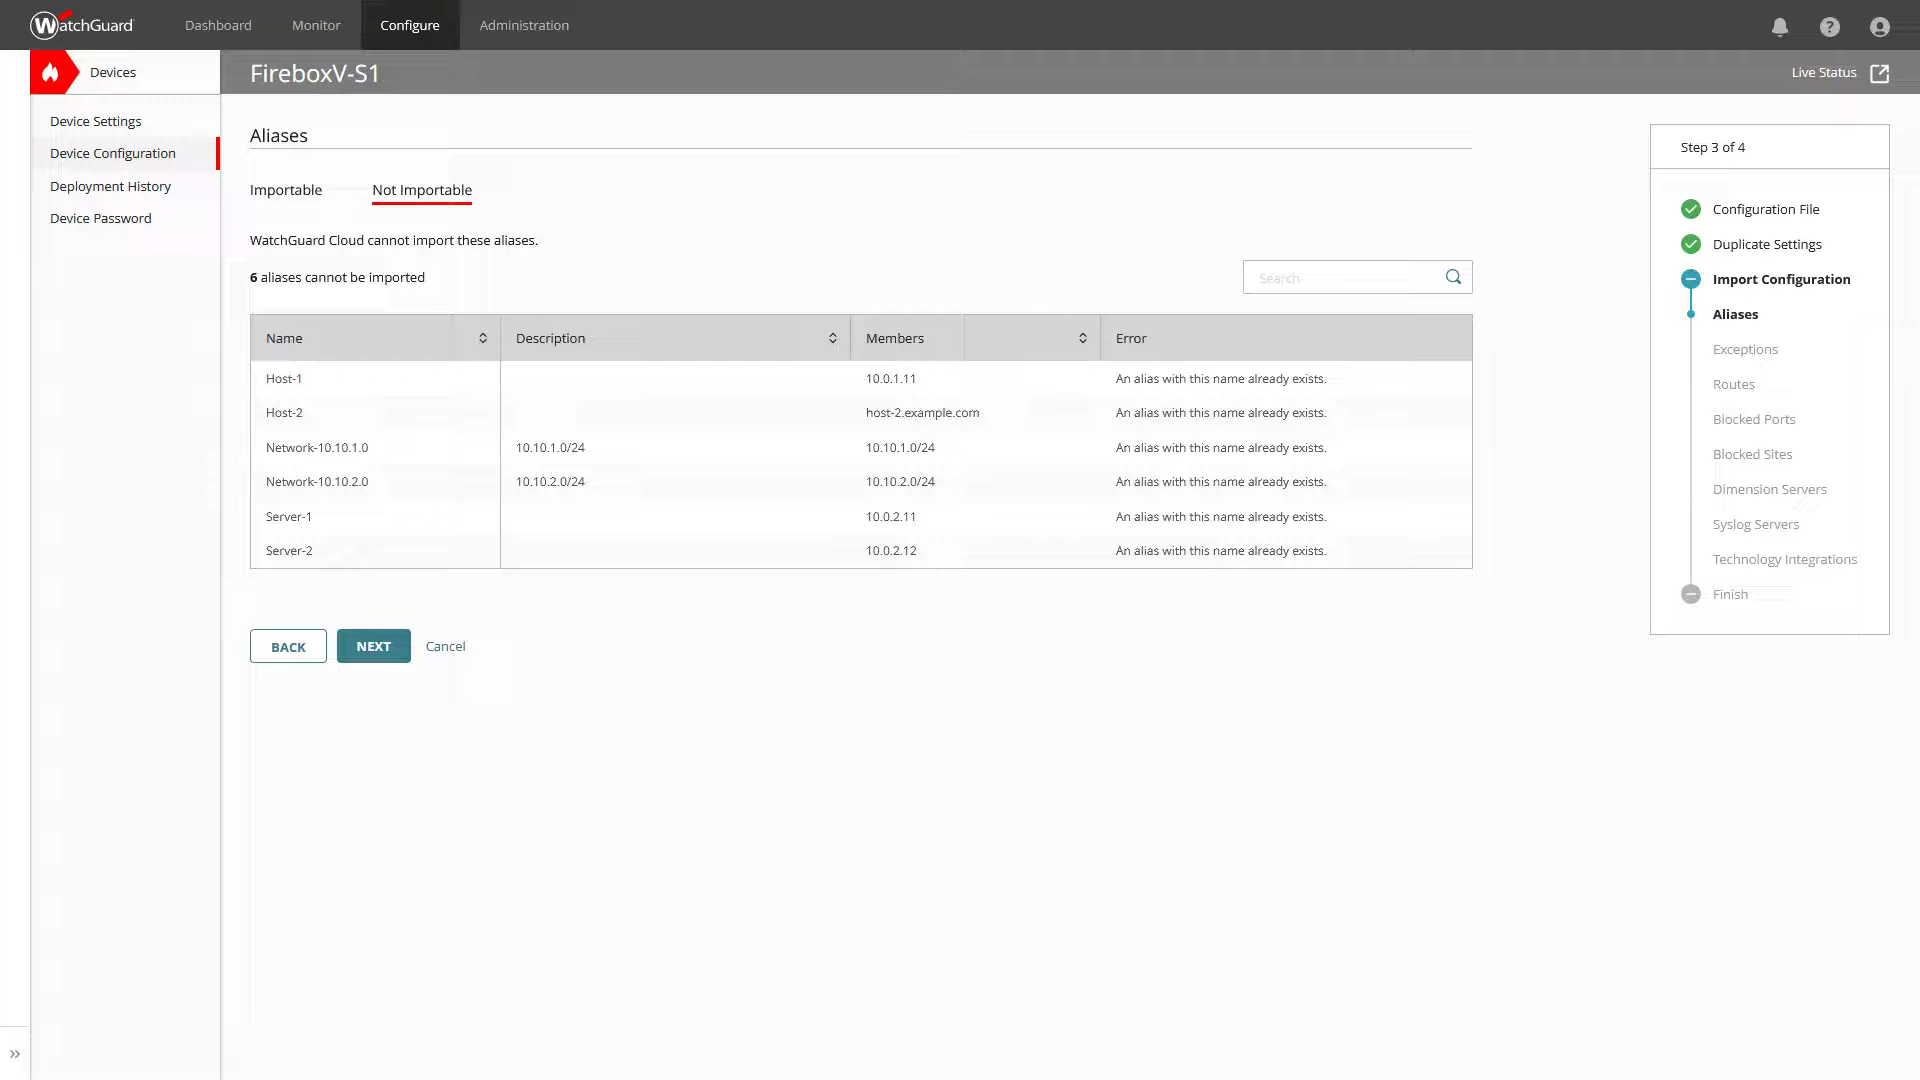 WatchGuard Dashboard Monitor Configure Administration
Devices FireboxV-S1 Live Status
Device Settings
Device Configuration
Deployment History
Device Password
Aliases
Importable Not Importable
WatchGuard Cloud cannot import these aliases.
6 aliases cannot be imported Search
Name Description Members Error
Host-1 10.0.1.11 An alias with this name already exists.
Host-2 host-2.example.com An alias with this name already exists.
Network-10.10.1.0 10.10.1.0/24 10.10.1.0/24 An alias with this name already exists.
Network-10.10.2.0 10.10.2.0/24 10.10.2.0/24 An alias with this name already exists.
Server-1 10.0.2.11 An alias with this name already exists.
Server-2 10.0.2.12 An alias with this name already exists.
BACK NEXT Cancel
Step 3 of 4
Configuration File
Duplicate Settings
Import Configuration
Aliases
Exceptions
Routes
Blocked Ports
Blocked Sites
Dimension Servers
Syslog Servers
Technology Integrations
Finish